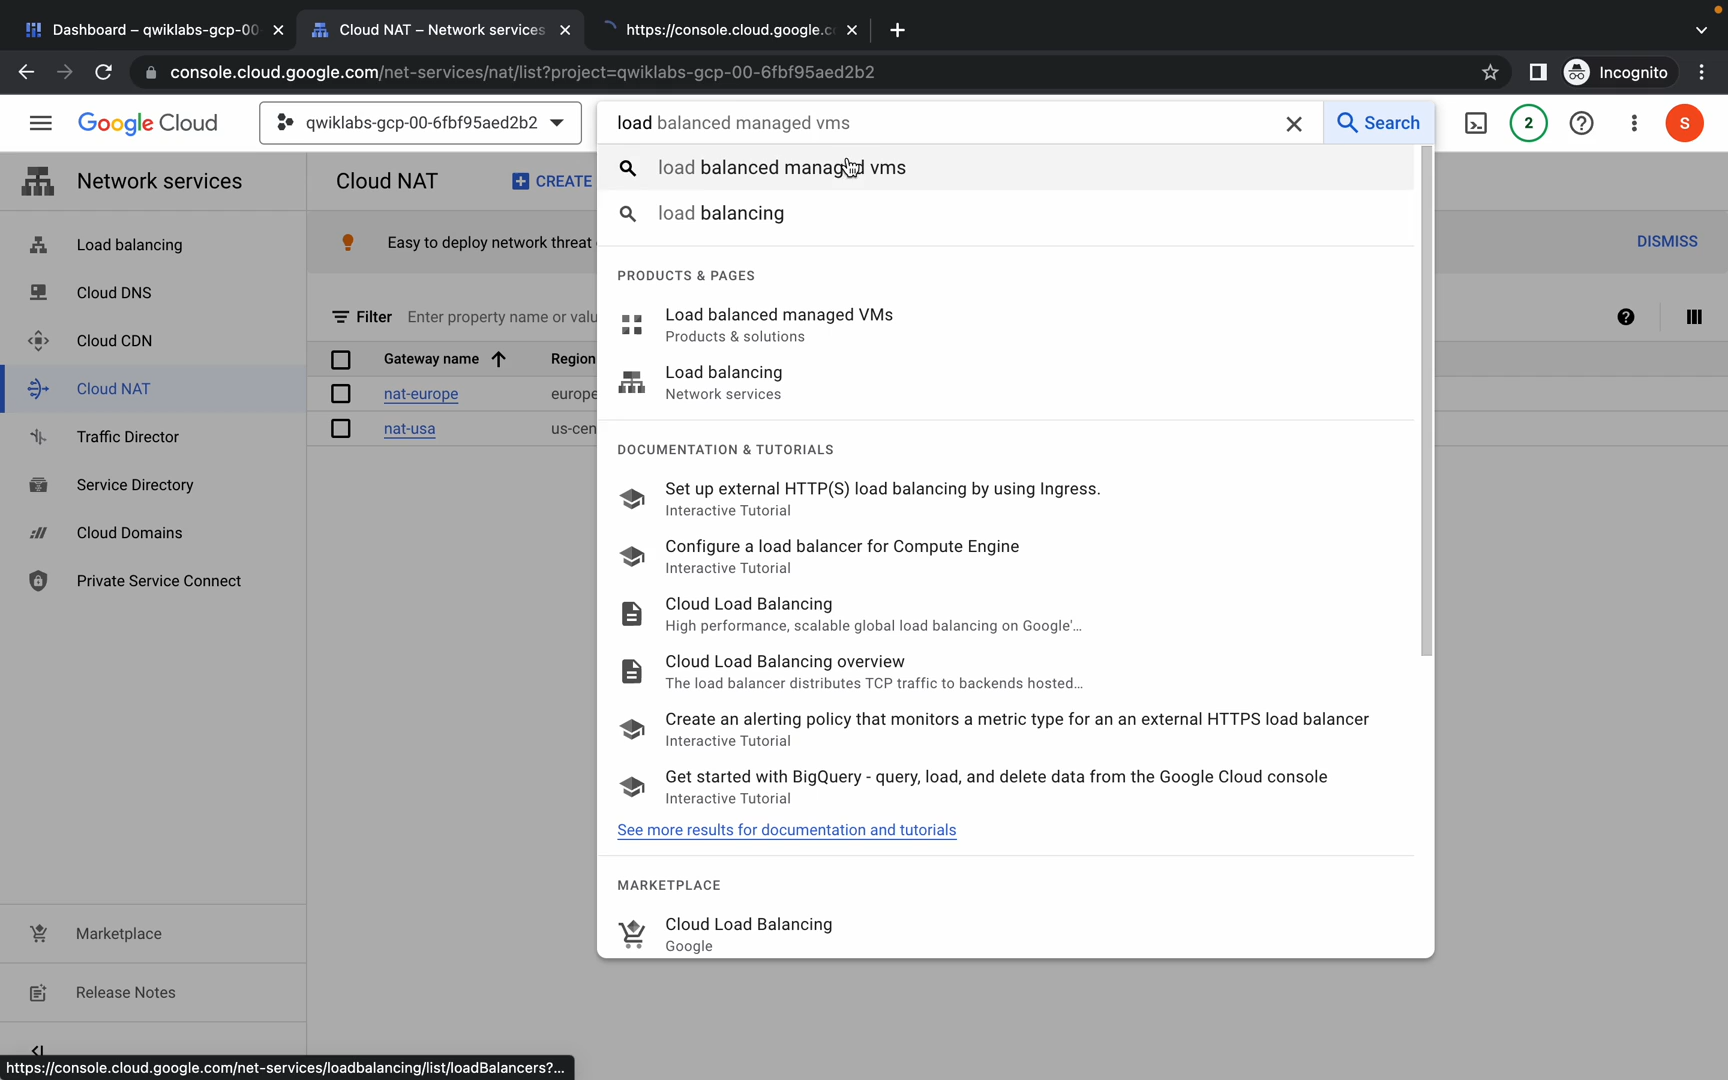 Dashboard – qwiklabs-gcp-00
Cloud NAT – Network services
https://console.cloud.google.c
console.cloud.google.com/net-services/nat/list?project=qwiklabs-gcp-00-6fbf95aed2b2
Incognito
Google Cloud
qwiklabs-gcp-00-6fbf95aed2b2
load balanced managed vms
Search
2
S
Network services
Cloud NAT
CREATE
load balanced managed vms
load balancing
Load balancing
Easy to deploy network threat
DISMISS
Cloud DNS
PRODUCTS & PAGES
Filter
Enter property name or valu
Load balanced managed VMs
Products & solutions
Cloud CDN
Gateway name
Region
Load balancing
Network services
Cloud NAT
nat-europe
europe
nat-usa
us-cen
Traffic Director
DOCUMENTATION & TUTORIALS
Service Directory
Set up external HTTP(S) load balancing by using Ingress.
Interactive Tutorial
Cloud Domains
Configure a load balancer for Compute Engine
Interactive Tutorial
Private Service Connect
Cloud Load Balancing
High performance, scalable global load balancing on Google'...
Cloud Load Balancing overview
The load balancer distributes TCP traffic to backends hosted...
Create an alerting policy that monitors a metric type for an an external HTTPS load balancer
Interactive Tutorial
Get started with BigQuery - query, load, and delete data from the Google Cloud console
Interactive Tutorial
See more results for documentation and tutorials
MARKETPLACE
Cloud Load Balancing
Google
Marketplace
Release Notes
https://console.cloud.google.com/net-services/loadbalancing/list/loadBalancers?...